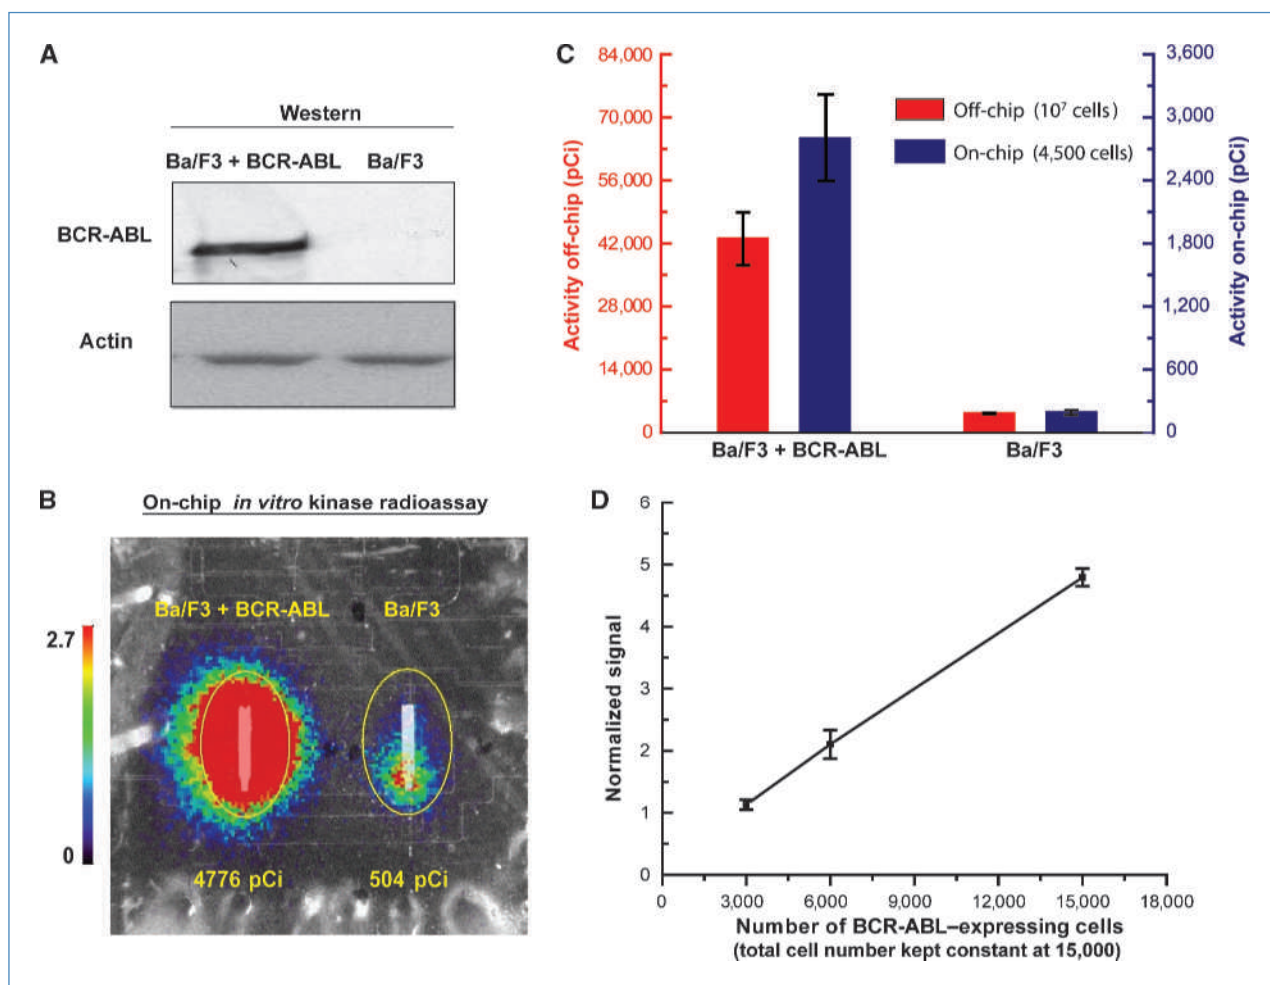 A
Western
Ba/F3 + BCR-ABL Ba/F3
BCR-ABL
Actin
B
On-chip in vitro kinase radioassay
Ba/F3 + BCR-ABL Ba/F3
2.7
0
4776 pCi 504 pCi
C
84,000
70,000
56,000
42,000
28,000
14,000
0
Activity off-chip (pCi)
3,600
3,000
2,400
1,800
1,200
600
0
Activity on-chip (pCi)
Off-chip (10⁷ cells)
On-chip (4,500 cells)
Ba/F3 + BCR-ABL Ba/F3
D
6
5
4
3
2
1
0
Normalized signal
0 3,000 6,000 9,000 12,000 15,000 18,000
Number of BCR-ABL–expressing cells
(total cell number kept constant at 15,000)